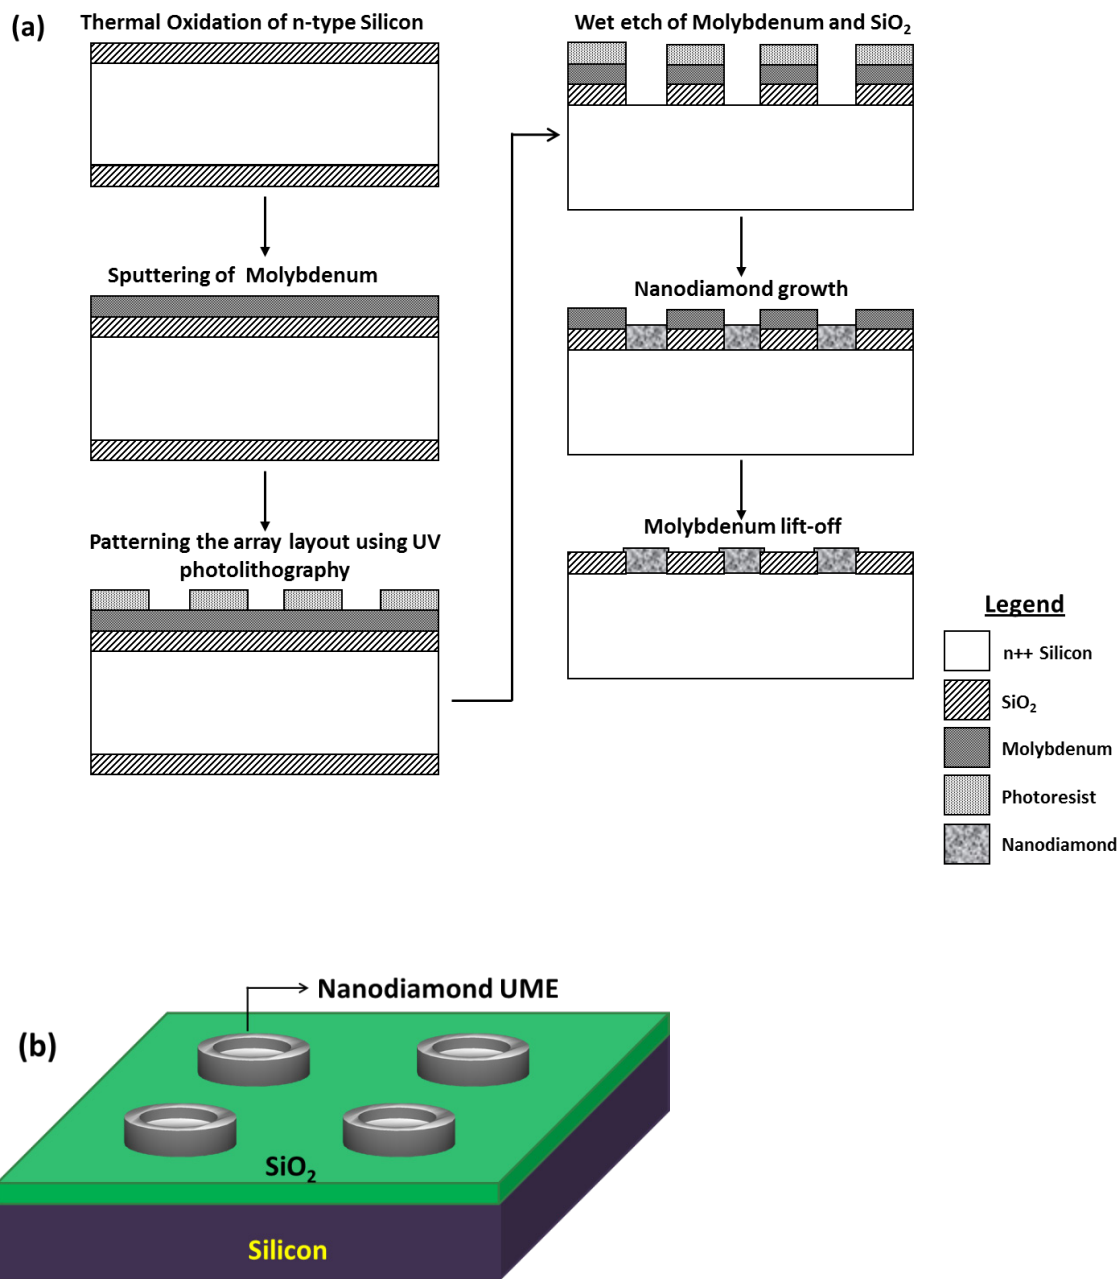 (a)
Thermal Oxidation of n-type Silicon
Sputtering of Molybdenum
Patterning the array layout using UV
photolithography
Wet etch of Molybdenum and SiO₂
Nanodiamond growth
Molybdenum lift-off
Legend
n++ Silicon
SiO₂
Molybdenum
Photoresist
Nanodiamond
(b)
Nanodiamond UME
SiO₂
Silicon